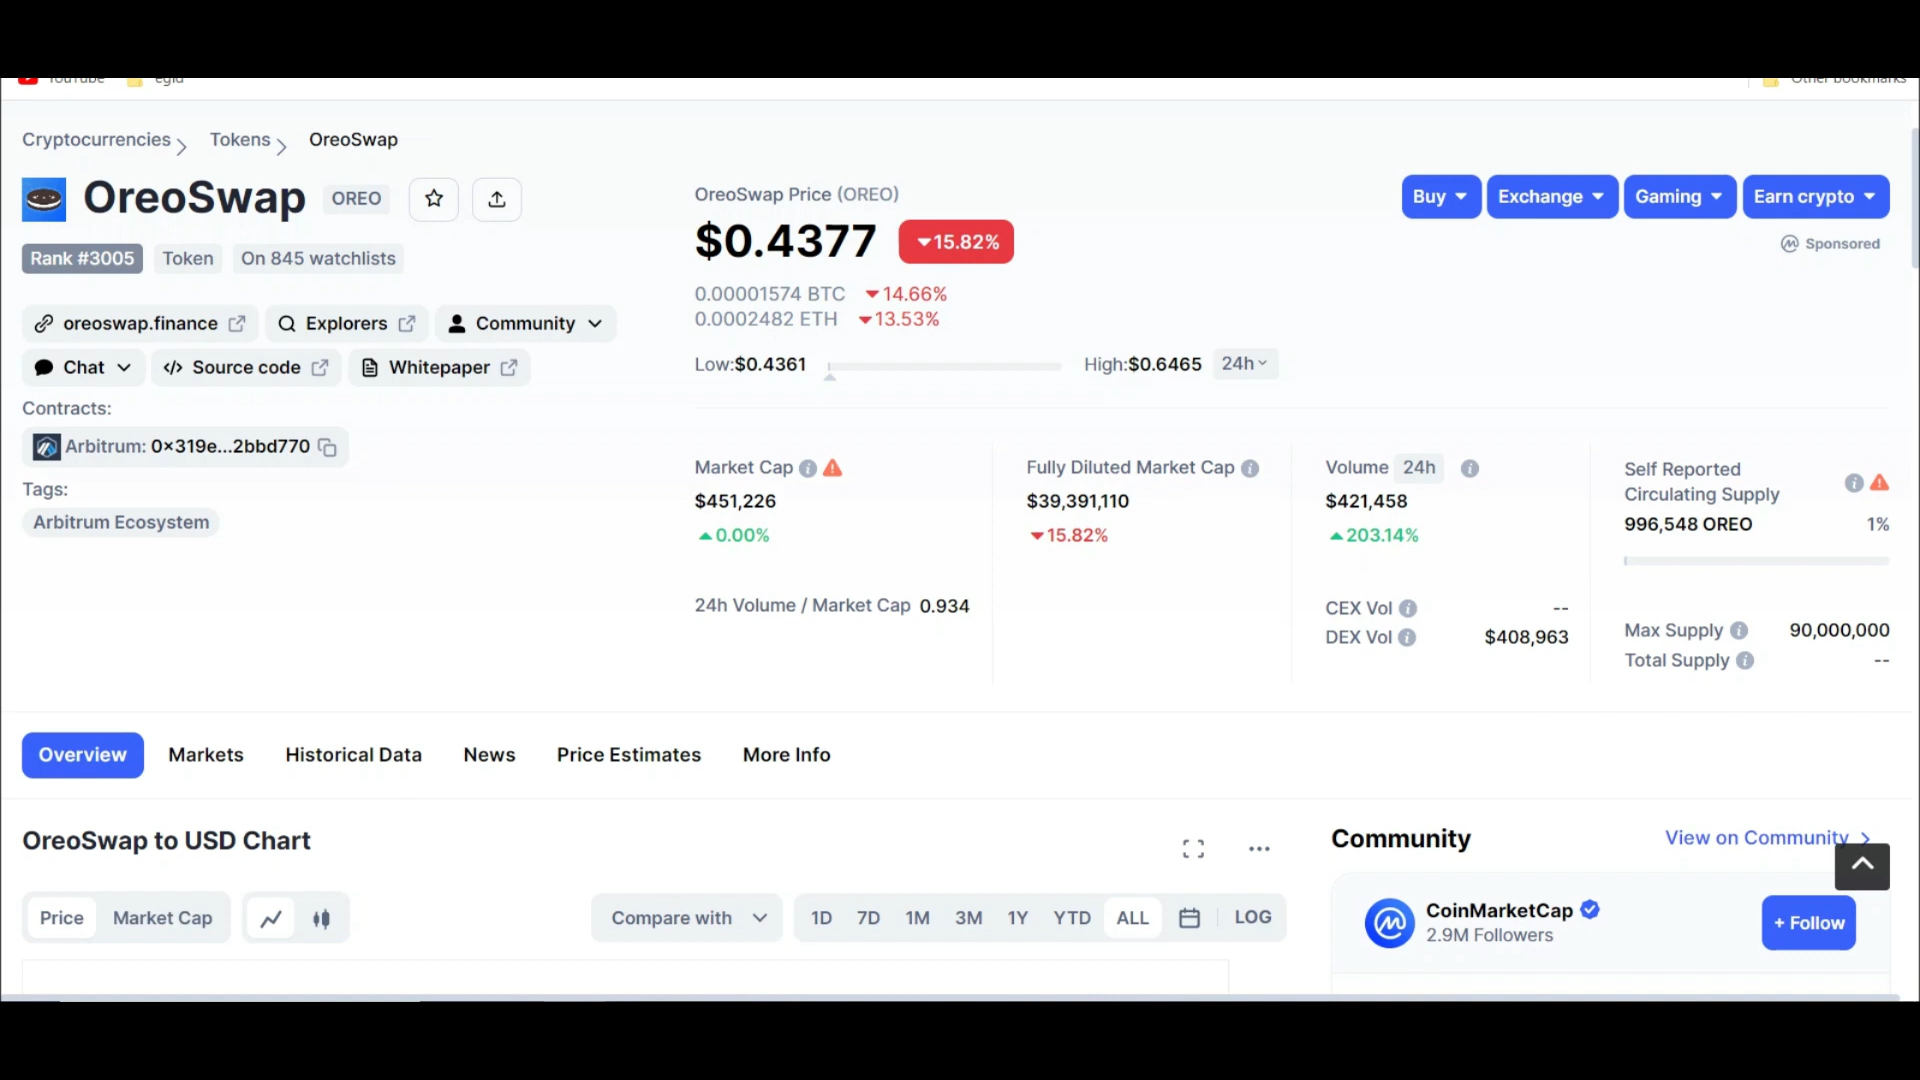 YouTube egld Other bookmarks
Cryptocurrencies Tokens OreoSwap
OreoSwap OREO
Rank #3005 Token On 845 watchlists
oreoswap.finance Explorers Community
Chat Source code Whitepaper
Contracts:
Arbitrum: 0x319e...2bbd770
Tags:
Arbitrum Ecosystem
OreoSwap Price (OREO)
$0.4377 15.82%
0.00001574 BTC 14.66%
0.0002482 ETH 13.53%
Low:$0.4361 High:$0.6465 24h
Buy Exchange Gaming Earn crypto
Sponsored
Market Cap
$451,226
0.00%
24h Volume / Market Cap 0.934
Fully Diluted Market Cap
$39,391,110
15.82%
Volume 24h
$421,458
203.14%
CEX Vol --
DEX Vol $408,963
Self Reported
Circulating Supply
996,548 OREO 1%
Max Supply 90,000,000
Total Supply --
Overview Markets Historical Data News Price Estimates More Info
OreoSwap to USD Chart
Price Market Cap Compare with 1D 7D 1M 3M 1Y YTD ALL LOG
Community View on Community
CoinMarketCap
2.9M Followers
+ Follow